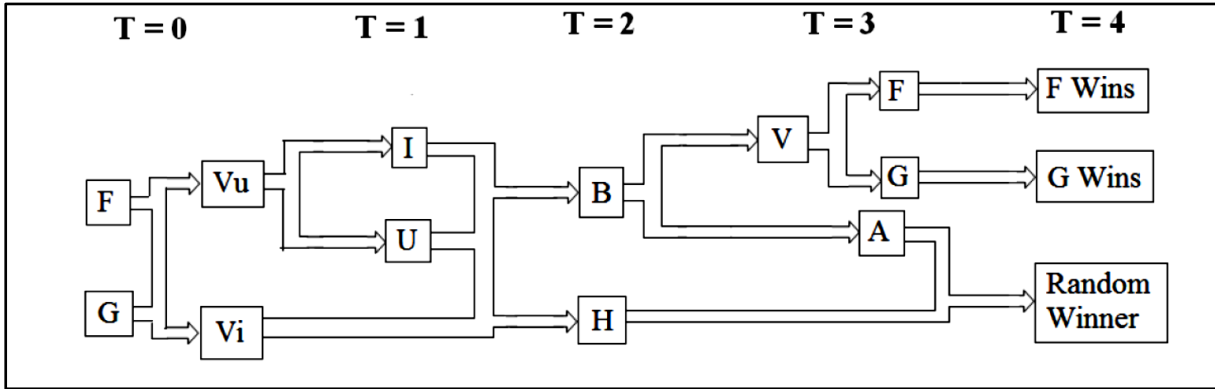 T = 0 T = 1 T = 2 T = 3 T = 4
F F Wins
I V
Vu
F B G G Wins
U A
G Random
Vi H Winner